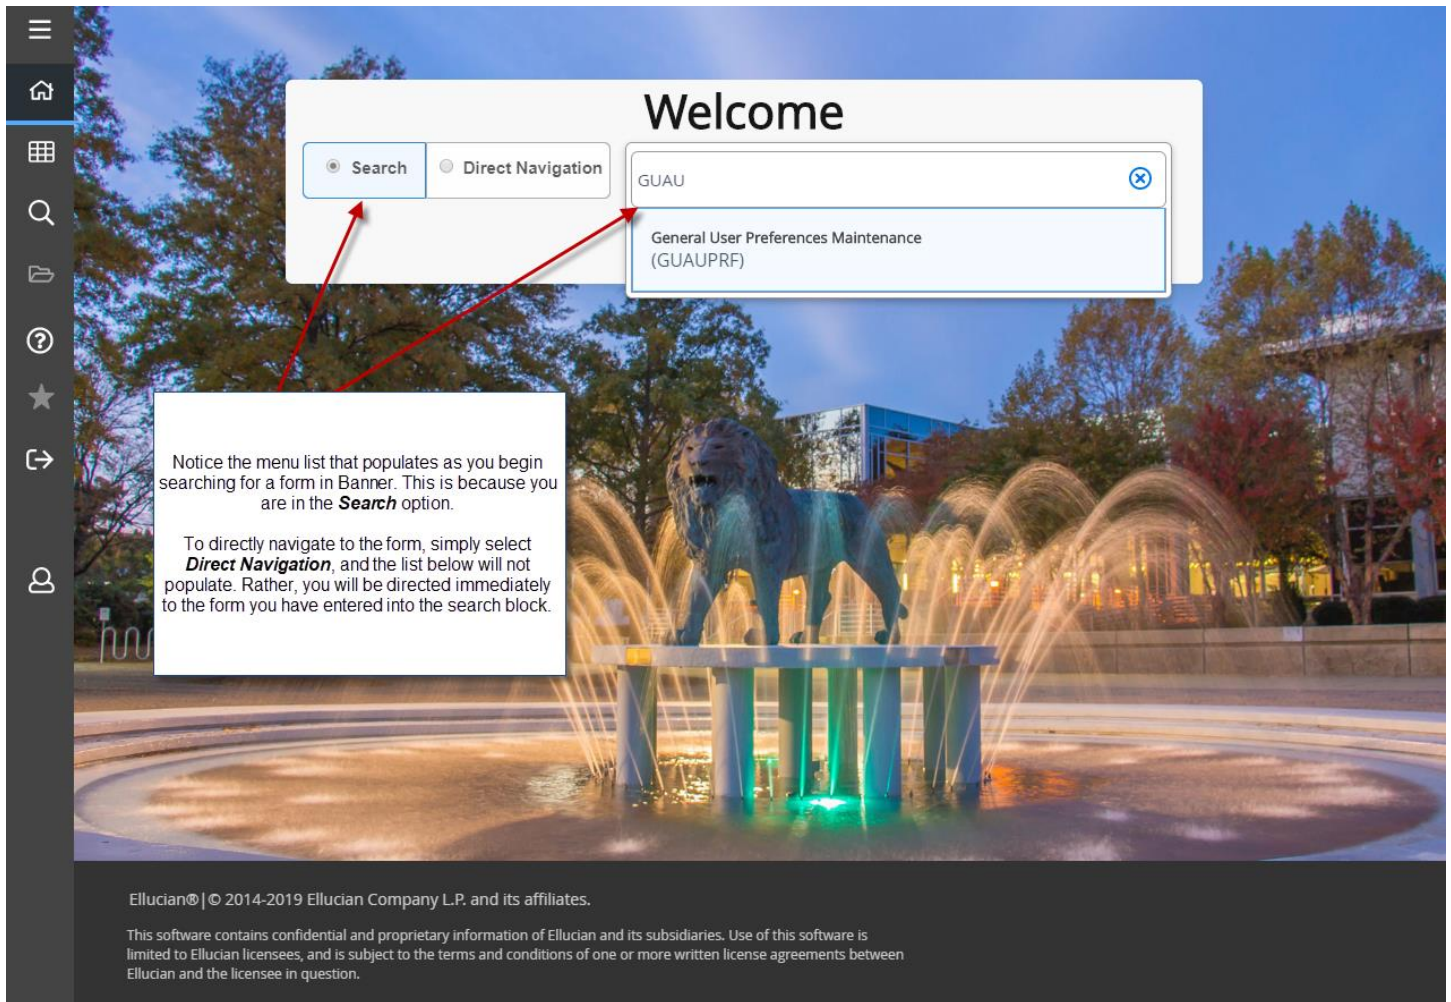 Welcome
Search
Direct Navigation
GUAU
General User Preferences Maintenance
(GUAUPRF)
Notice the menu list that populates as you begin
searching for a form in Banner. This is because you
are in the Search option.
To directly navigate to the form, simply select
Direct Navigation, and the list below will not
populate. Rather, you will be directed immediately
to the form you have entered into the search block.
Ellucian®|© 2014-2019 Ellucian Company L.P. and its affiliates.
This software contains confidential and proprietary information of Ellucian and its subsidiaries. Use of this software is
limited to Ellucian licensees, and is subject to the terms and conditions of one or more written license agreements between
Ellucian and the licensee in question.